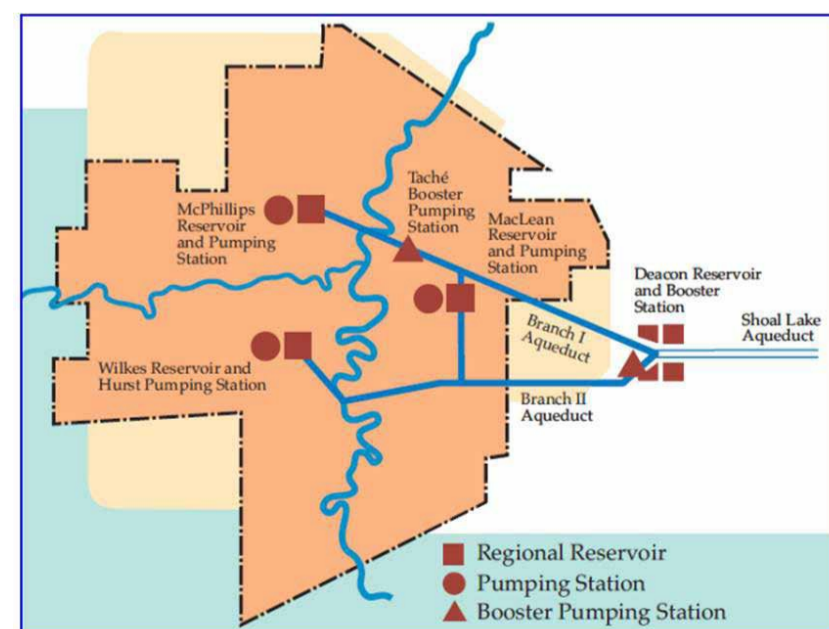 McPhillips
Reservoir
and Pumping
Station
Taché
Booster
Pumping
Station
MacLean
Reservoir
and Pumping
Station
Deacon Reservoir
and Booster
Station
Shoal Lake
Aqueduct
Branch I
Aqueduct
Wilkes Reservoir and
Hurst Pumping Station
Branch II
Aqueduct
Regional Reservoir
Pumping Station
Booster Pumping Station